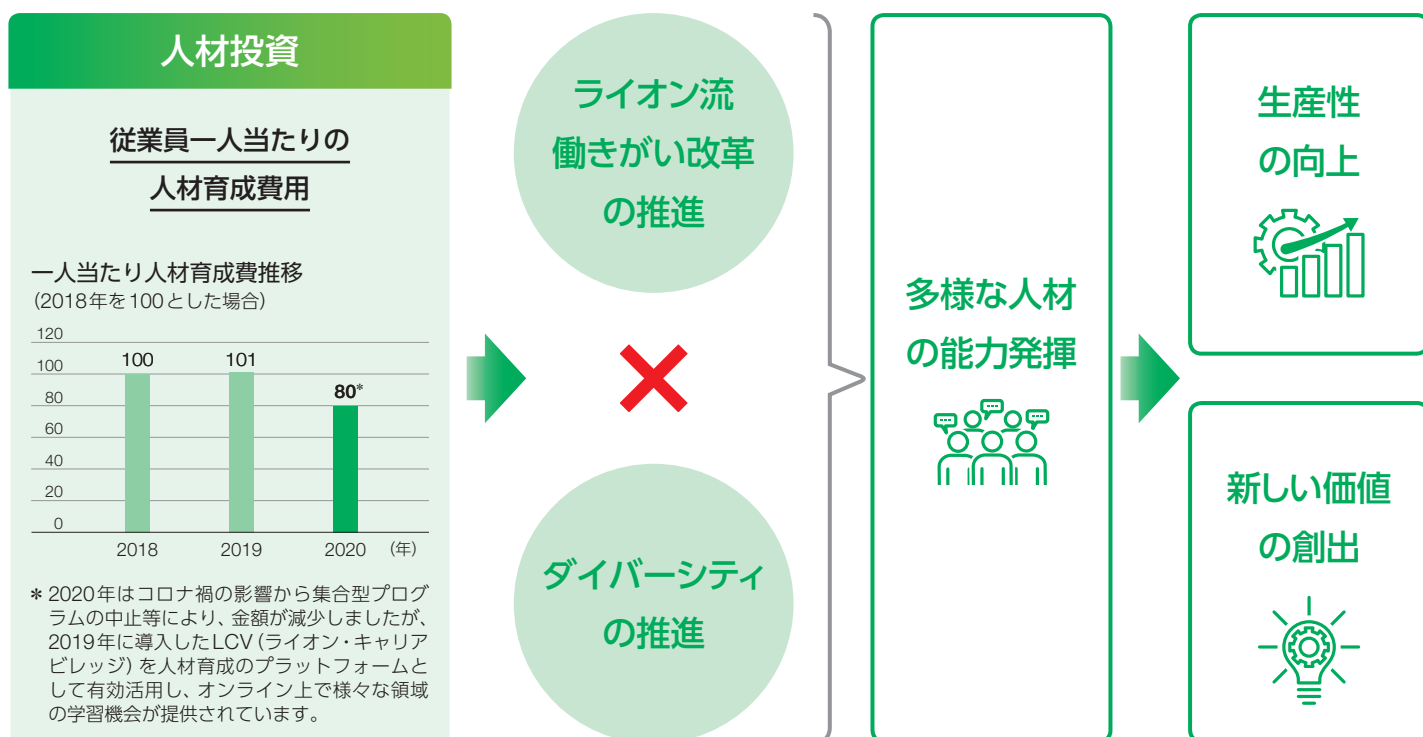 人材投資
従業員一人当たりの
人材育成費用
一人当たり人材育成費推移
（2018年を100とした場合）
120
100
80
60
40
20
0
100
101
80*
2018
2019
2020
（年）
＊2020年はコロナ禍の影響から集合型プログ
ラムの中止等により、金額が減少しましたが、
2019年に導入したLCV（ライオン・キャリア
ビレッジ）を人材育成のプラットフォームと
して有効活用し、オンライン上で様々な領域
の学習機会が提供されています。
ライオン流
働きがい改革
の推進
ダイバーシティ
の推進
多様な人材
の能力発揮
生産性
の向上
新しい価値
の創出